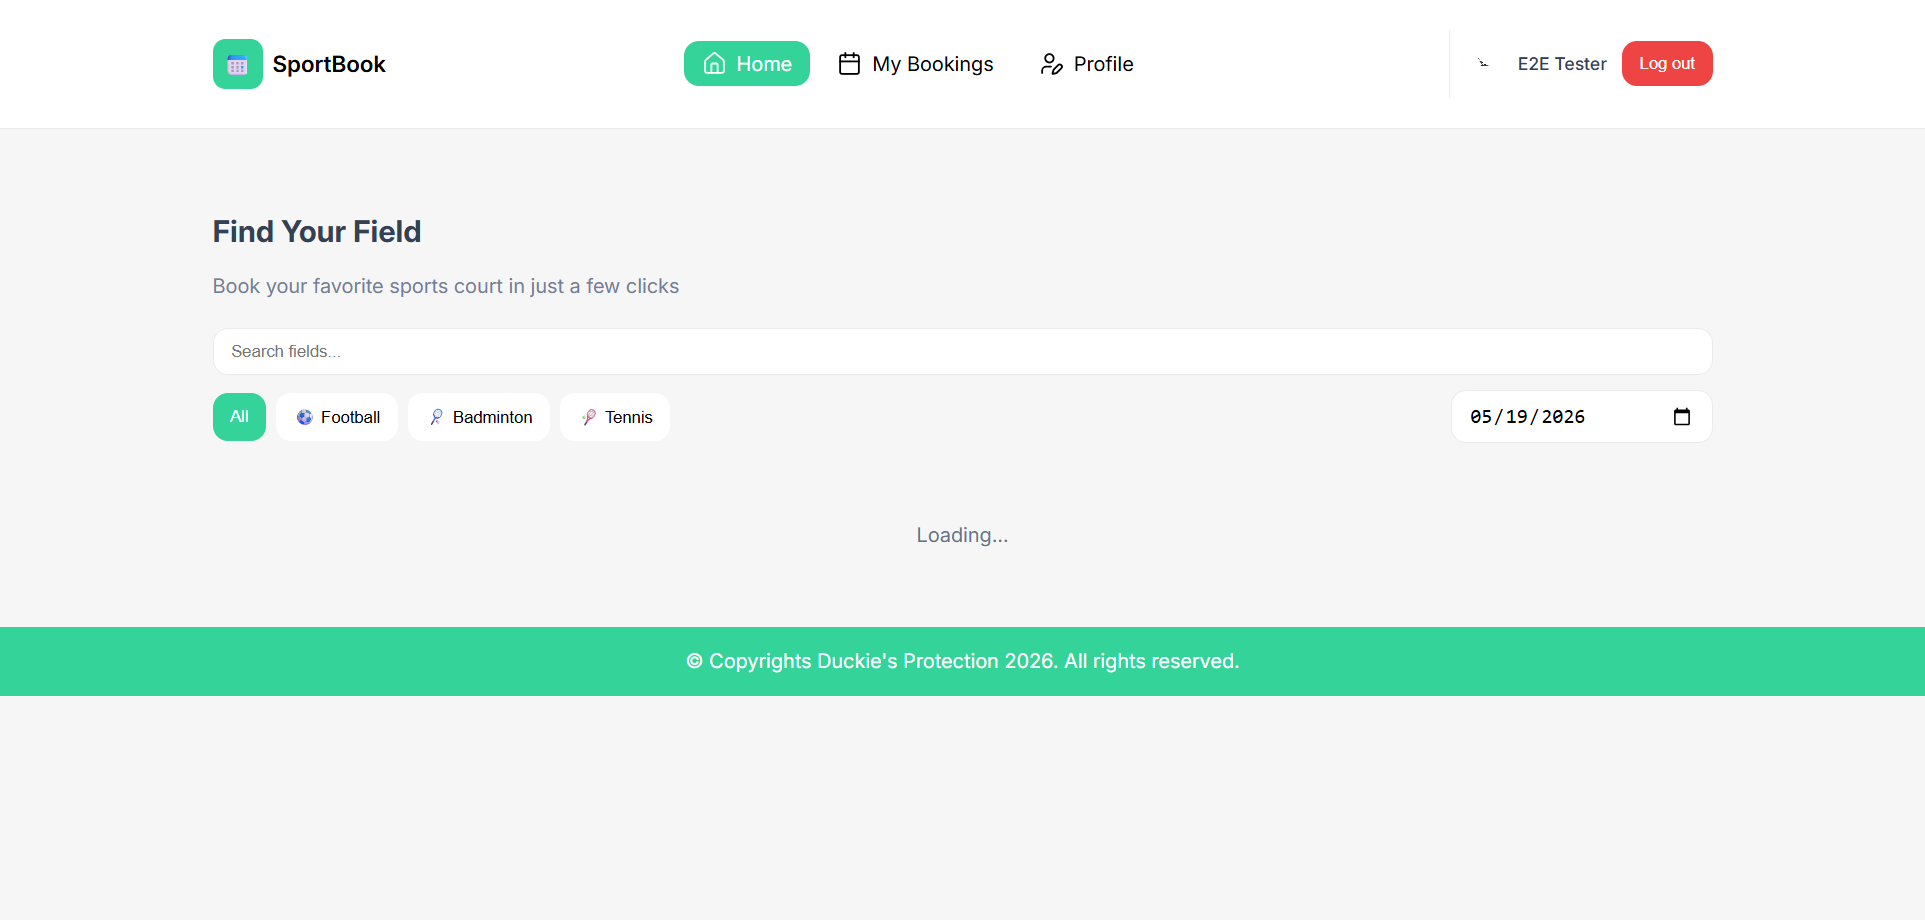 SportBook
Home
My Bookings
Profile
E2E Tester
Log out
Find Your Field
Book your favorite sports court in just a few clicks
Search fields...
All
Football
Badminton
Tennis
05/19/2026
Loading...
© Copyrights Duckie's Protection 2026. All rights reserved.